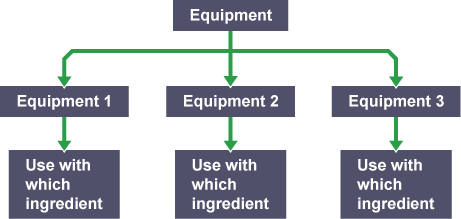 Equipment
Equipment 1
Equipment 2
Equipment 3
Use with
which
ingredient
Use with
which
ingredient
Use with
which
ingredient